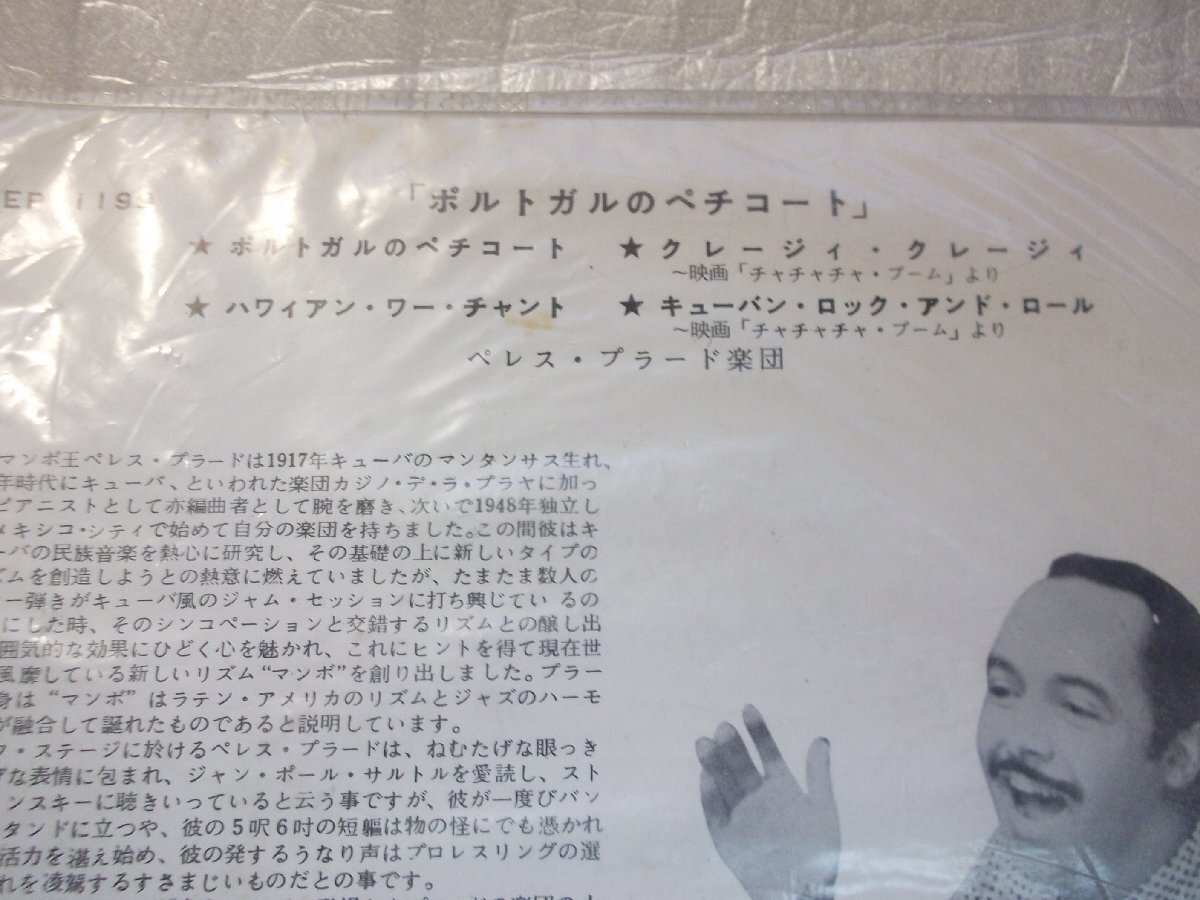 EP 1199
「ポルトガルのペチコート」
★ ポルトガルのペチコート ★ クレージィ・クレージィ
〜映画「チャチャチャ・ブーム」より
★ ハワィアン・ワー・チャント ★ キューバン・ロック・アンド・ロール
〜映画「チャチャチャ・ブーム」より
ペレス・プラード楽団
マンボ王ペレス・プラードは1917年キューバのマンタンサス生れ、
年時代にキューバ、といわれた楽団カジノ・デ・ラ・プラヤに加っ
ピアニストとして亦編曲者として腕を磨き、次いで1948年独立し
メキシコ・シティで始めて自分の楽団を持ちました。この間彼はキ
ーバの民族音楽を熱心に研究し、その基礎の上に新しいタイプの
ズムを創造しようとの熱意に燃えていましたが、たまたま数人の
ー弾きがキューバ風のジャム・セッションに打ち興じているの
にした時、そのシンコペーションと交錯するリズムとの醸し出
囲気的な効果にひどく心を魅かれ、これにヒントを得て現在世
風靡している新しいリズム“マンボ”を創り出しました。プラー
身は“マンボ”はラテン・アメリカのリズムとジャズのハーモ
が融合して誕れたものであると説明しています。
フ・ステージに於けるペレス・プラードは、ねむたげな眼っき
げな表情に包まれ、ジャン・ポール・サルトルを愛読し、スト
ンスキーに聴きいっていると云う事ですが、彼が一度びバン
タンドに立つや、彼の5呎6吋の短軀は物の怪にでも憑かれ
活力を湛え始め、彼の発するうなり声はプロレスリングの選
れを凌駕するすさまじいものだとの事です。